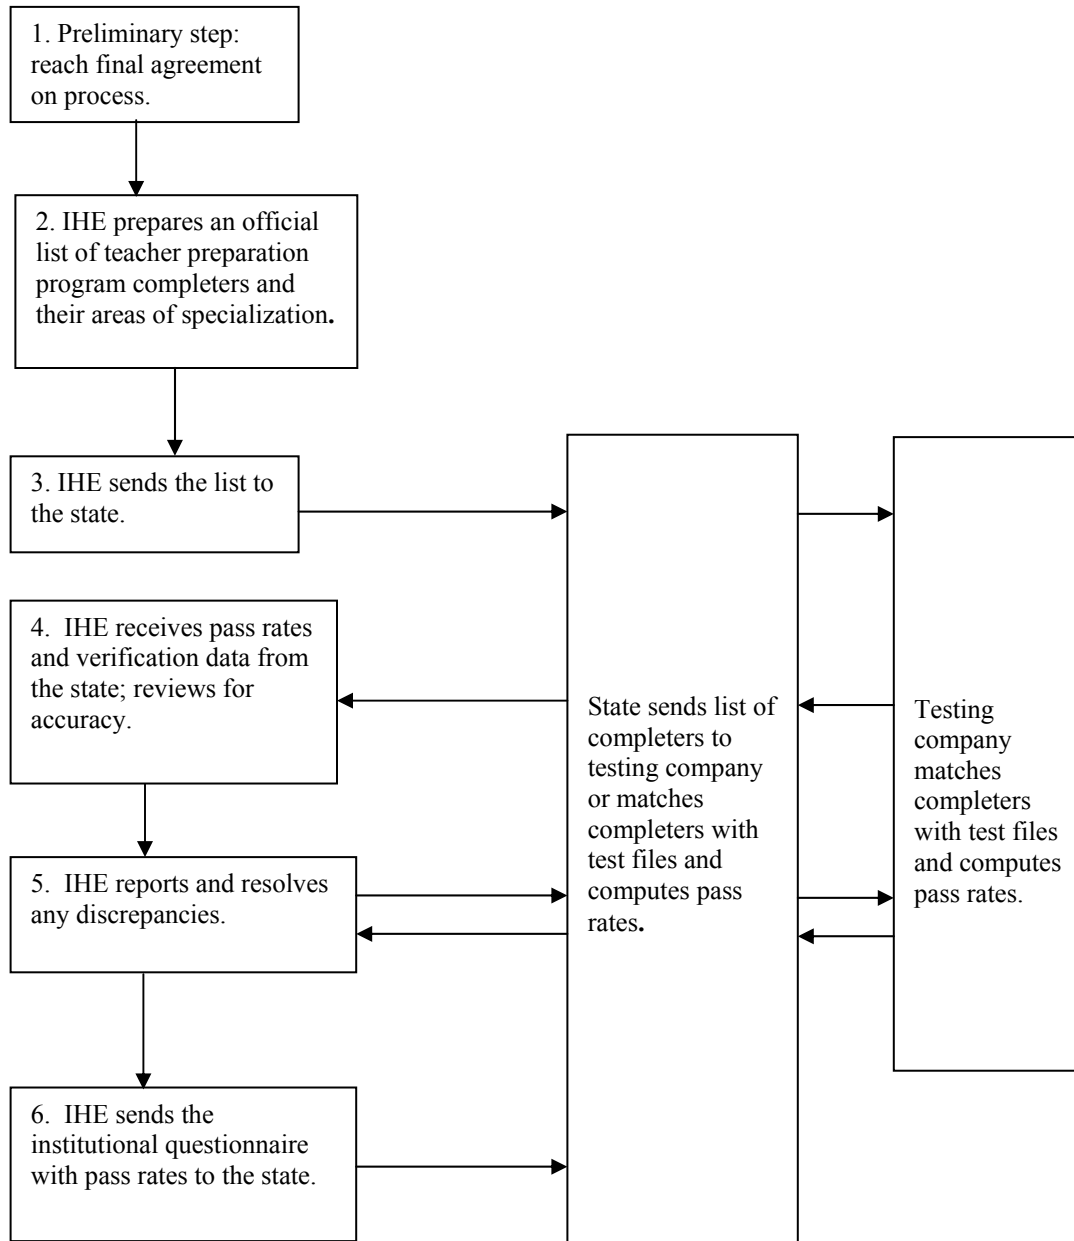 1. Preliminary step:
reach final agreement
on process.
2. IHE prepares an official
list of teacher preparation
program completers and
their areas of specialization.
3. IHE sends the list to
the state.
4.  IHE receives pass rates
and verification data from
the state; reviews for
accuracy.
5.  IHE reports and resolves
any discrepancies.
6.  IHE sends the
institutional questionnaire
with pass rates to the state.
State sends list of
completers to
testing company
or matches
completers with
test files and
computes pass
rates.
Testing
company
matches
completers
with test files
and computes
pass rates.